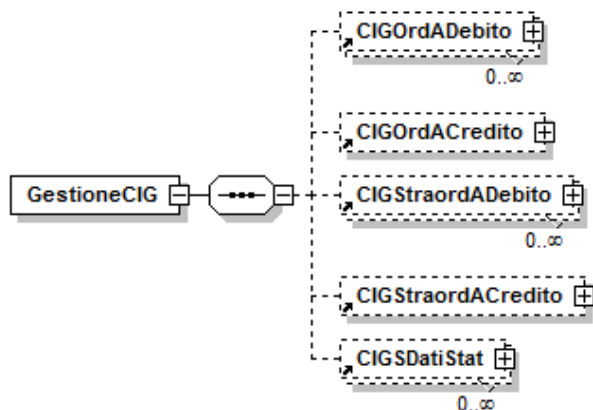 CIGOrdADebito
0..∞
CIGOrdACredito
GestioneCIG
CIGStraordADebito
0..∞
CIGStraordACredito
CIGSDatiStat
0..∞